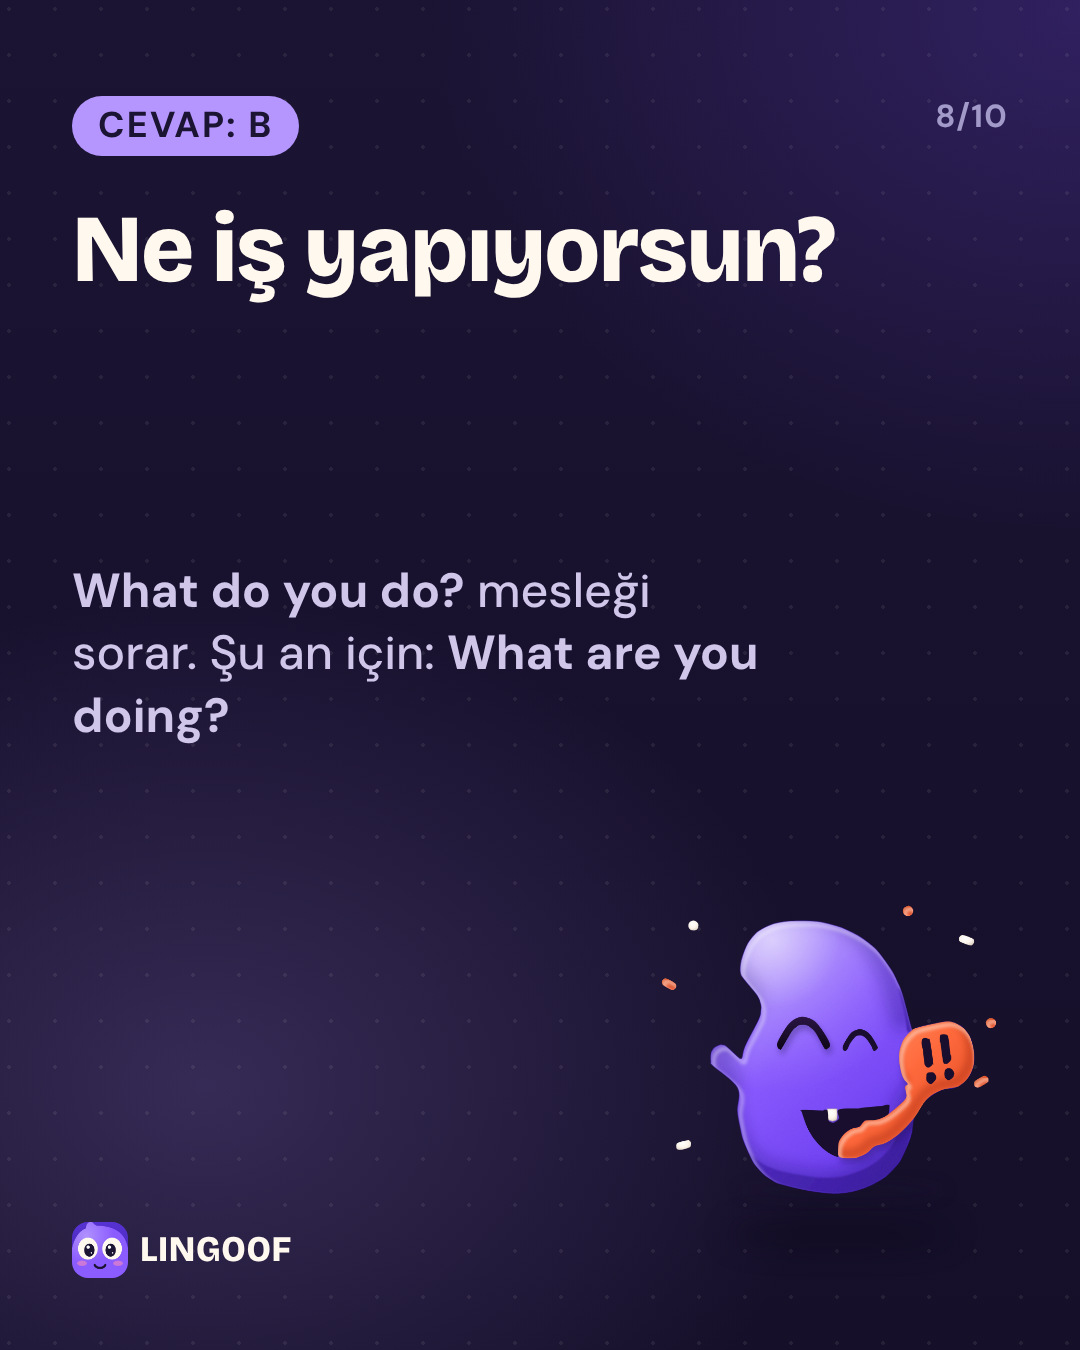 CEVAP: B
8/10
Ne iş yapıyorsun?
What do you do? mesleği
sorar. Şu an için: What are you
doing?
!!
LINGOOF